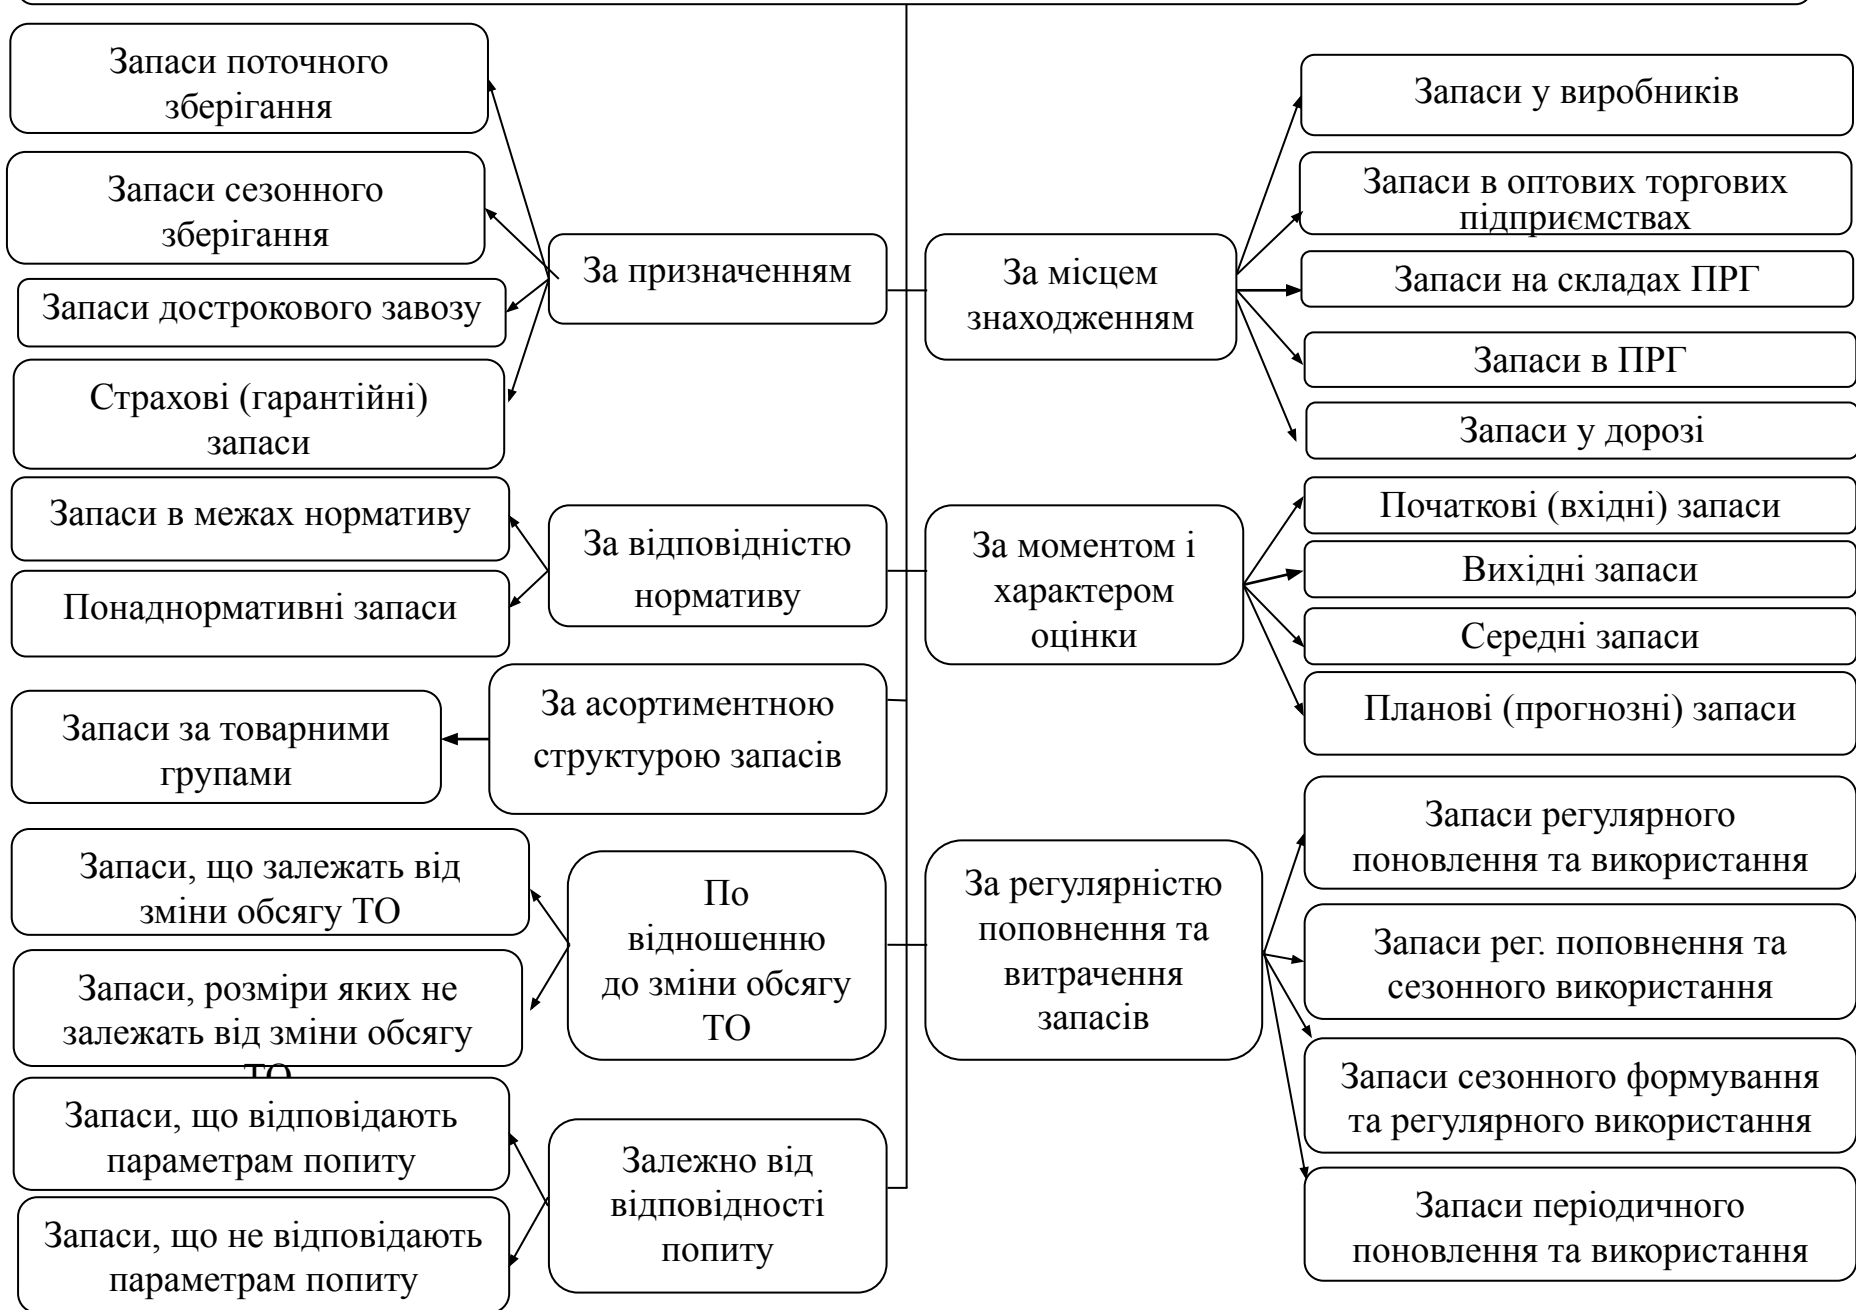 Запаси поточного
зберігання
Запаси сезонного
зберігання
Запаси дострокового завозу
Страхові (гарантійні)
запаси
За призначенням
За місцем
знаходженням
Запаси у виробників
Запаси в оптових торгових
підприємствах
Запаси на складах ПРГ
Запаси в ПРГ
Запаси у дорозі
Запаси в межах нормативу
Понаднормативні запаси
За відповідністю
нормативу
За моментом і
характером
оцінки
Початкові (вхідні) запаси
Вихідні запаси
Середні запаси
Планові (прогнозні) запаси
Запаси за товарними
групами
За асортиментною
структурою запасів
Запаси, що залежать від
зміни обсягу ТО
Запаси, розміри яких не
залежать від зміни обсягу
ТО
По
відношенню
до зміни обсягу
ТО
За регулярністю
поповнення та
витрачення
запасів
Запаси регулярного
поновлення та використання
Запаси рег. поповнення та
сезонного використання
Запаси сезонного формування
та регулярного використання
Запаси періодичного
поновлення та використання
Запаси, що відповідають
параметрам попиту
Запаси, що не відповідають
параметрам попиту
Залежно від
відповідності
попиту